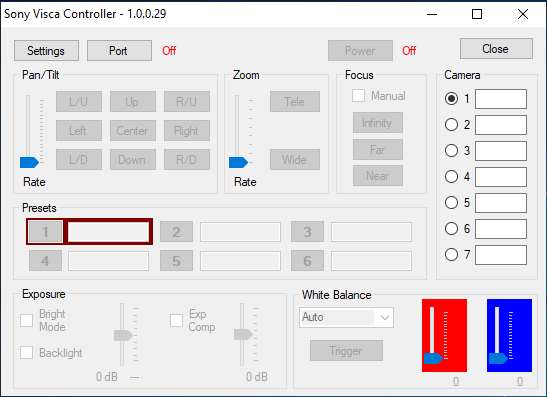 Sony Visca Controller - 1.0.0.29
Settings Port Off Power Off Close
Pan/Tilt Zoom Focus Camera
L/U Up R/U Tele Manual 1
Left Center Right Infinity 2
Far 3
L/D Down R/D Wide Near 4
Rate Rate
Presets 5
1 2 3 6
4 5 6 7
Exposure White Balance
Bright Mode Exp Comp Auto
Backlight Trigger
0 dB --- 0 dB 0 0